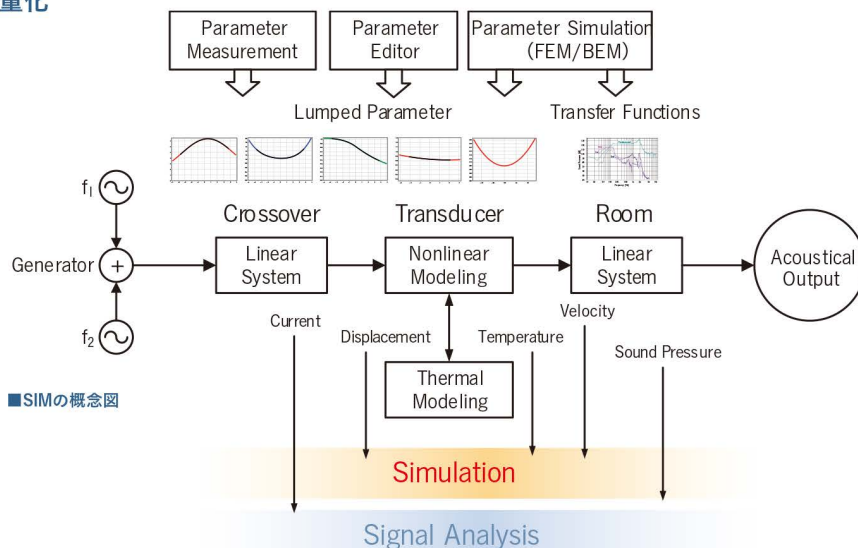 量化
Parameter
Measurement
Parameter
Editor
Parameter Simulation
(FEM/BEM)
Lumped Parameter
Transfer Functions
f1
Crossover
Transducer
Room
Generator
+
Linear
System
Nonlinear
Modeling
Linear
System
Acoustical
Output
f2
Current
Displacement
Temperature
Velocity
Sound Pressure
Thermal
Modeling
■SIMの概念図
Simulation
Signal Analysis